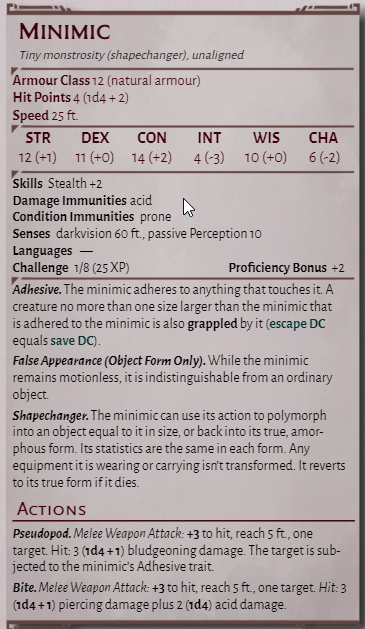 Minimic
Tiny monstrosity (shapechanger), unaligned
Armour Class 12 (natural armour)
Hit Points 4 (1d4 + 2)
Speed 25 ft.
STR DEX CON INT WIS CHA
12 (+1) 11 (+0) 14 (+2) 4 (-3) 10 (+0) 6 (-2)
Skills Stealth +2
Damage Immunities acid
Condition Immunities prone
Senses darkvision 60 ft., passive Perception 10
Languages —
Challenge 1/8 (25 XP) Proficiency Bonus +2
Adhesive. The minimic adheres to anything that touches it. A
creature no more than one size larger than the minimic that
is adhered to the minimic is also grappled by it (escape DC
equals save DC).
False Appearance (Object Form Only). While the minimic
remains motionless, it is indistinguishable from an ordinary
object.
Shapechanger. The minimic can use its action to polymorph
into an object equal to it in size, or back into its true, amor-
phous form. Its statistics are the same in each form. Any
equipment it is wearing or carrying isn't transformed. It reverts
to its true form if it dies.
Actions
Pseudopod. Melee Weapon Attack: +3 to hit, reach 5 ft., one
target. Hit: 3 (1d4 + 1) bludgeoning damage. The target is sub-
jected to the minimic's Adhesive trait.
Bite. Melee Weapon Attack: +3 to hit, reach 5 ft., one target. Hit: 3
(1d4 + 1) piercing damage plus 2 (1d4) acid damage.